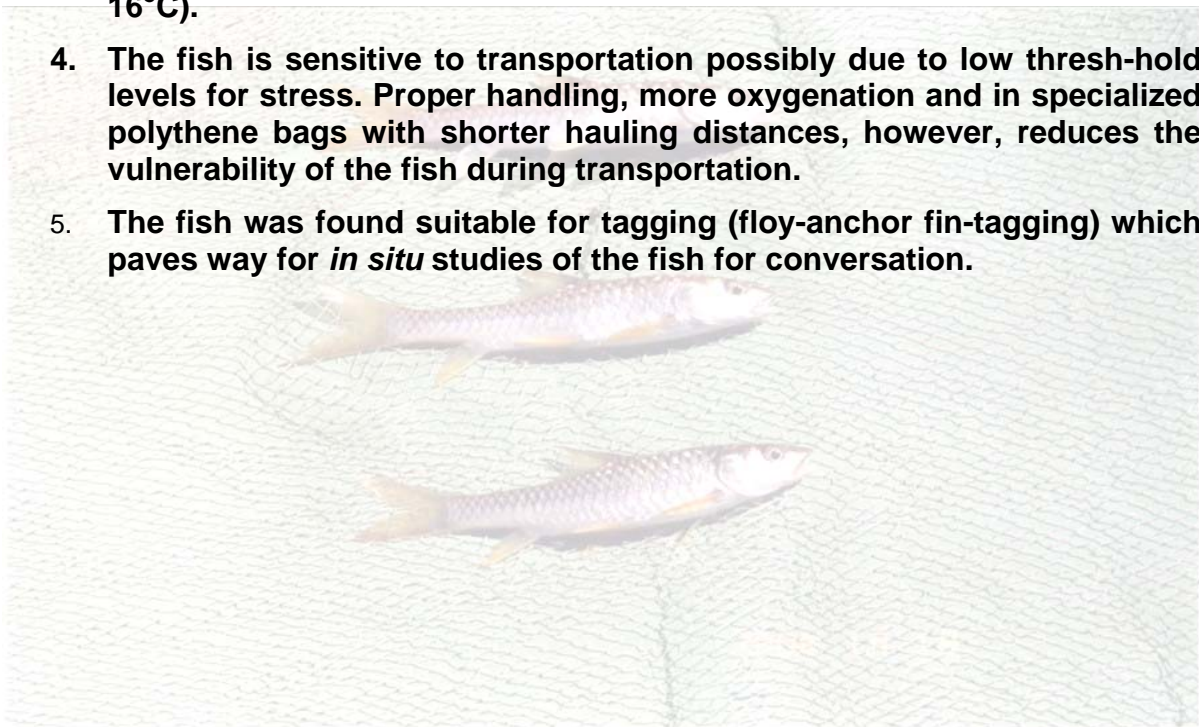 16°C).
4. The fish is sensitive to transportation possibly due to low thresh-hold
levels for stress. Proper handling, more oxygenation and in specialized
polythene bags with shorter hauling distances, however, reduces the
vulnerability of the fish during transportation.
5. The fish was found suitable for tagging (floy-anchor fin-tagging) which
paves way for in situ studies of the fish for conversation.